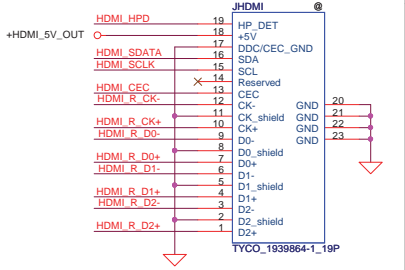 JHDMI @
HDMI_HPD 19 HP_DET
+HDMI_5V_OUT 18 +5V
17 DDC/CEC_GND
HDMI_SDATA 16 SDA
HDMI_SCLK 15 SCL
14 Reserved
HDMI_CEC 13 CEC
HDMI_R_CK- 12 CK- GND 20
11 CK_shield GND 21
HDMI_R_CK+ 10 CK+ GND 22
HDMI_R_D0- 9 D0- GND 23
8 D0_shield
HDMI_R_D0+ 7 D0+
HDMI_R_D1- 6 D1-
5 D1_shield
HDMI_R_D1+ 4 D1+
HDMI_R_D2- 3 D2-
2 D2_shield
HDMI_R_D2+ 1 D2+
TYCO_1939864-1_19P